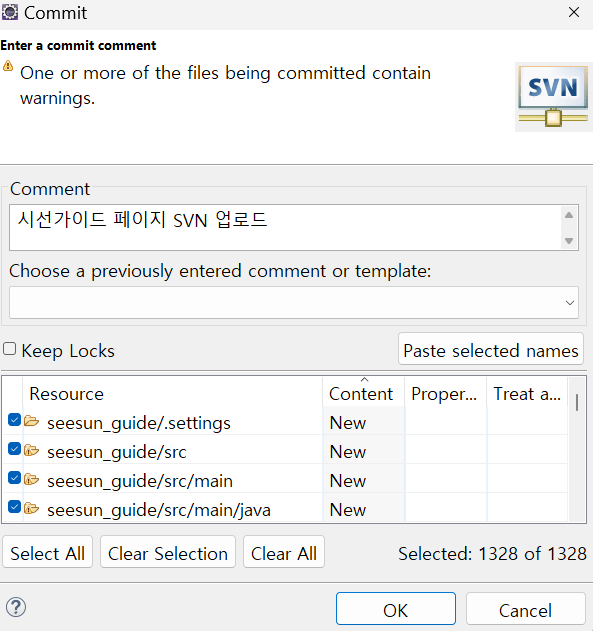 Commit
Enter a commit comment
One or more of the files being committed contain
warnings.
SVN
Comment
시선가이드 페이지 SVN 업로드
Choose a previously entered comment or template:
Keep Locks
Paste selected names
Resource Content Proper... Treat a...
seesun_guide/.settings New
seesun_guide/src New
seesun_guide/src/main New
seesun_guide/src/main/java New
Select All Clear Selection Clear All Selected: 1328 of 1328
? OK Cancel